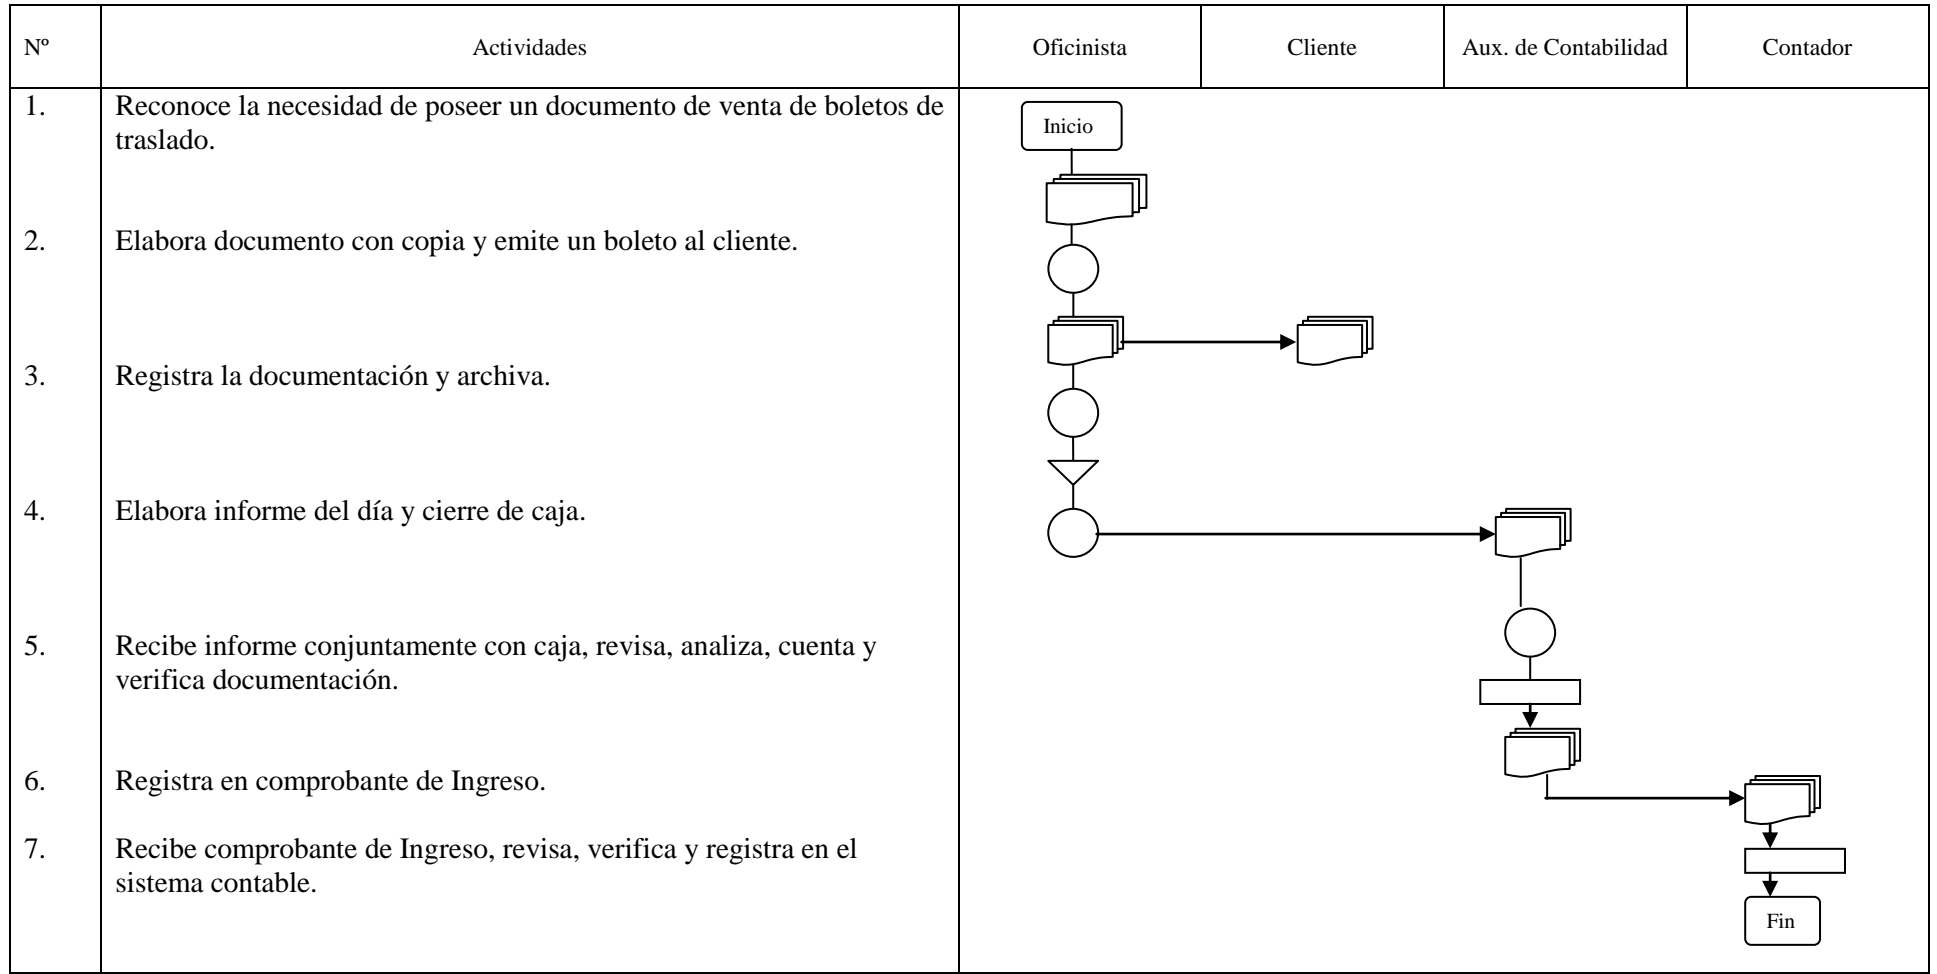 Nº
Actividades
Oficinista
Cliente
Aux. de Contabilidad
Contador
1.
Reconoce la necesidad de poseer un documento de venta de boletos de
traslado.
Inicio
2.
Elabora documento con copia y emite un boleto al cliente.
3.
Registra la documentación y archiva.
4.
Elabora informe del día y cierre de caja.
5.
Recibe informe conjuntamente con caja, revisa, analiza, cuenta y
verifica documentación.
6.
Registra en comprobante de Ingreso.
7.
Recibe comprobante de Ingreso, revisa, verifica y registra en el
sistema contable.
Fin